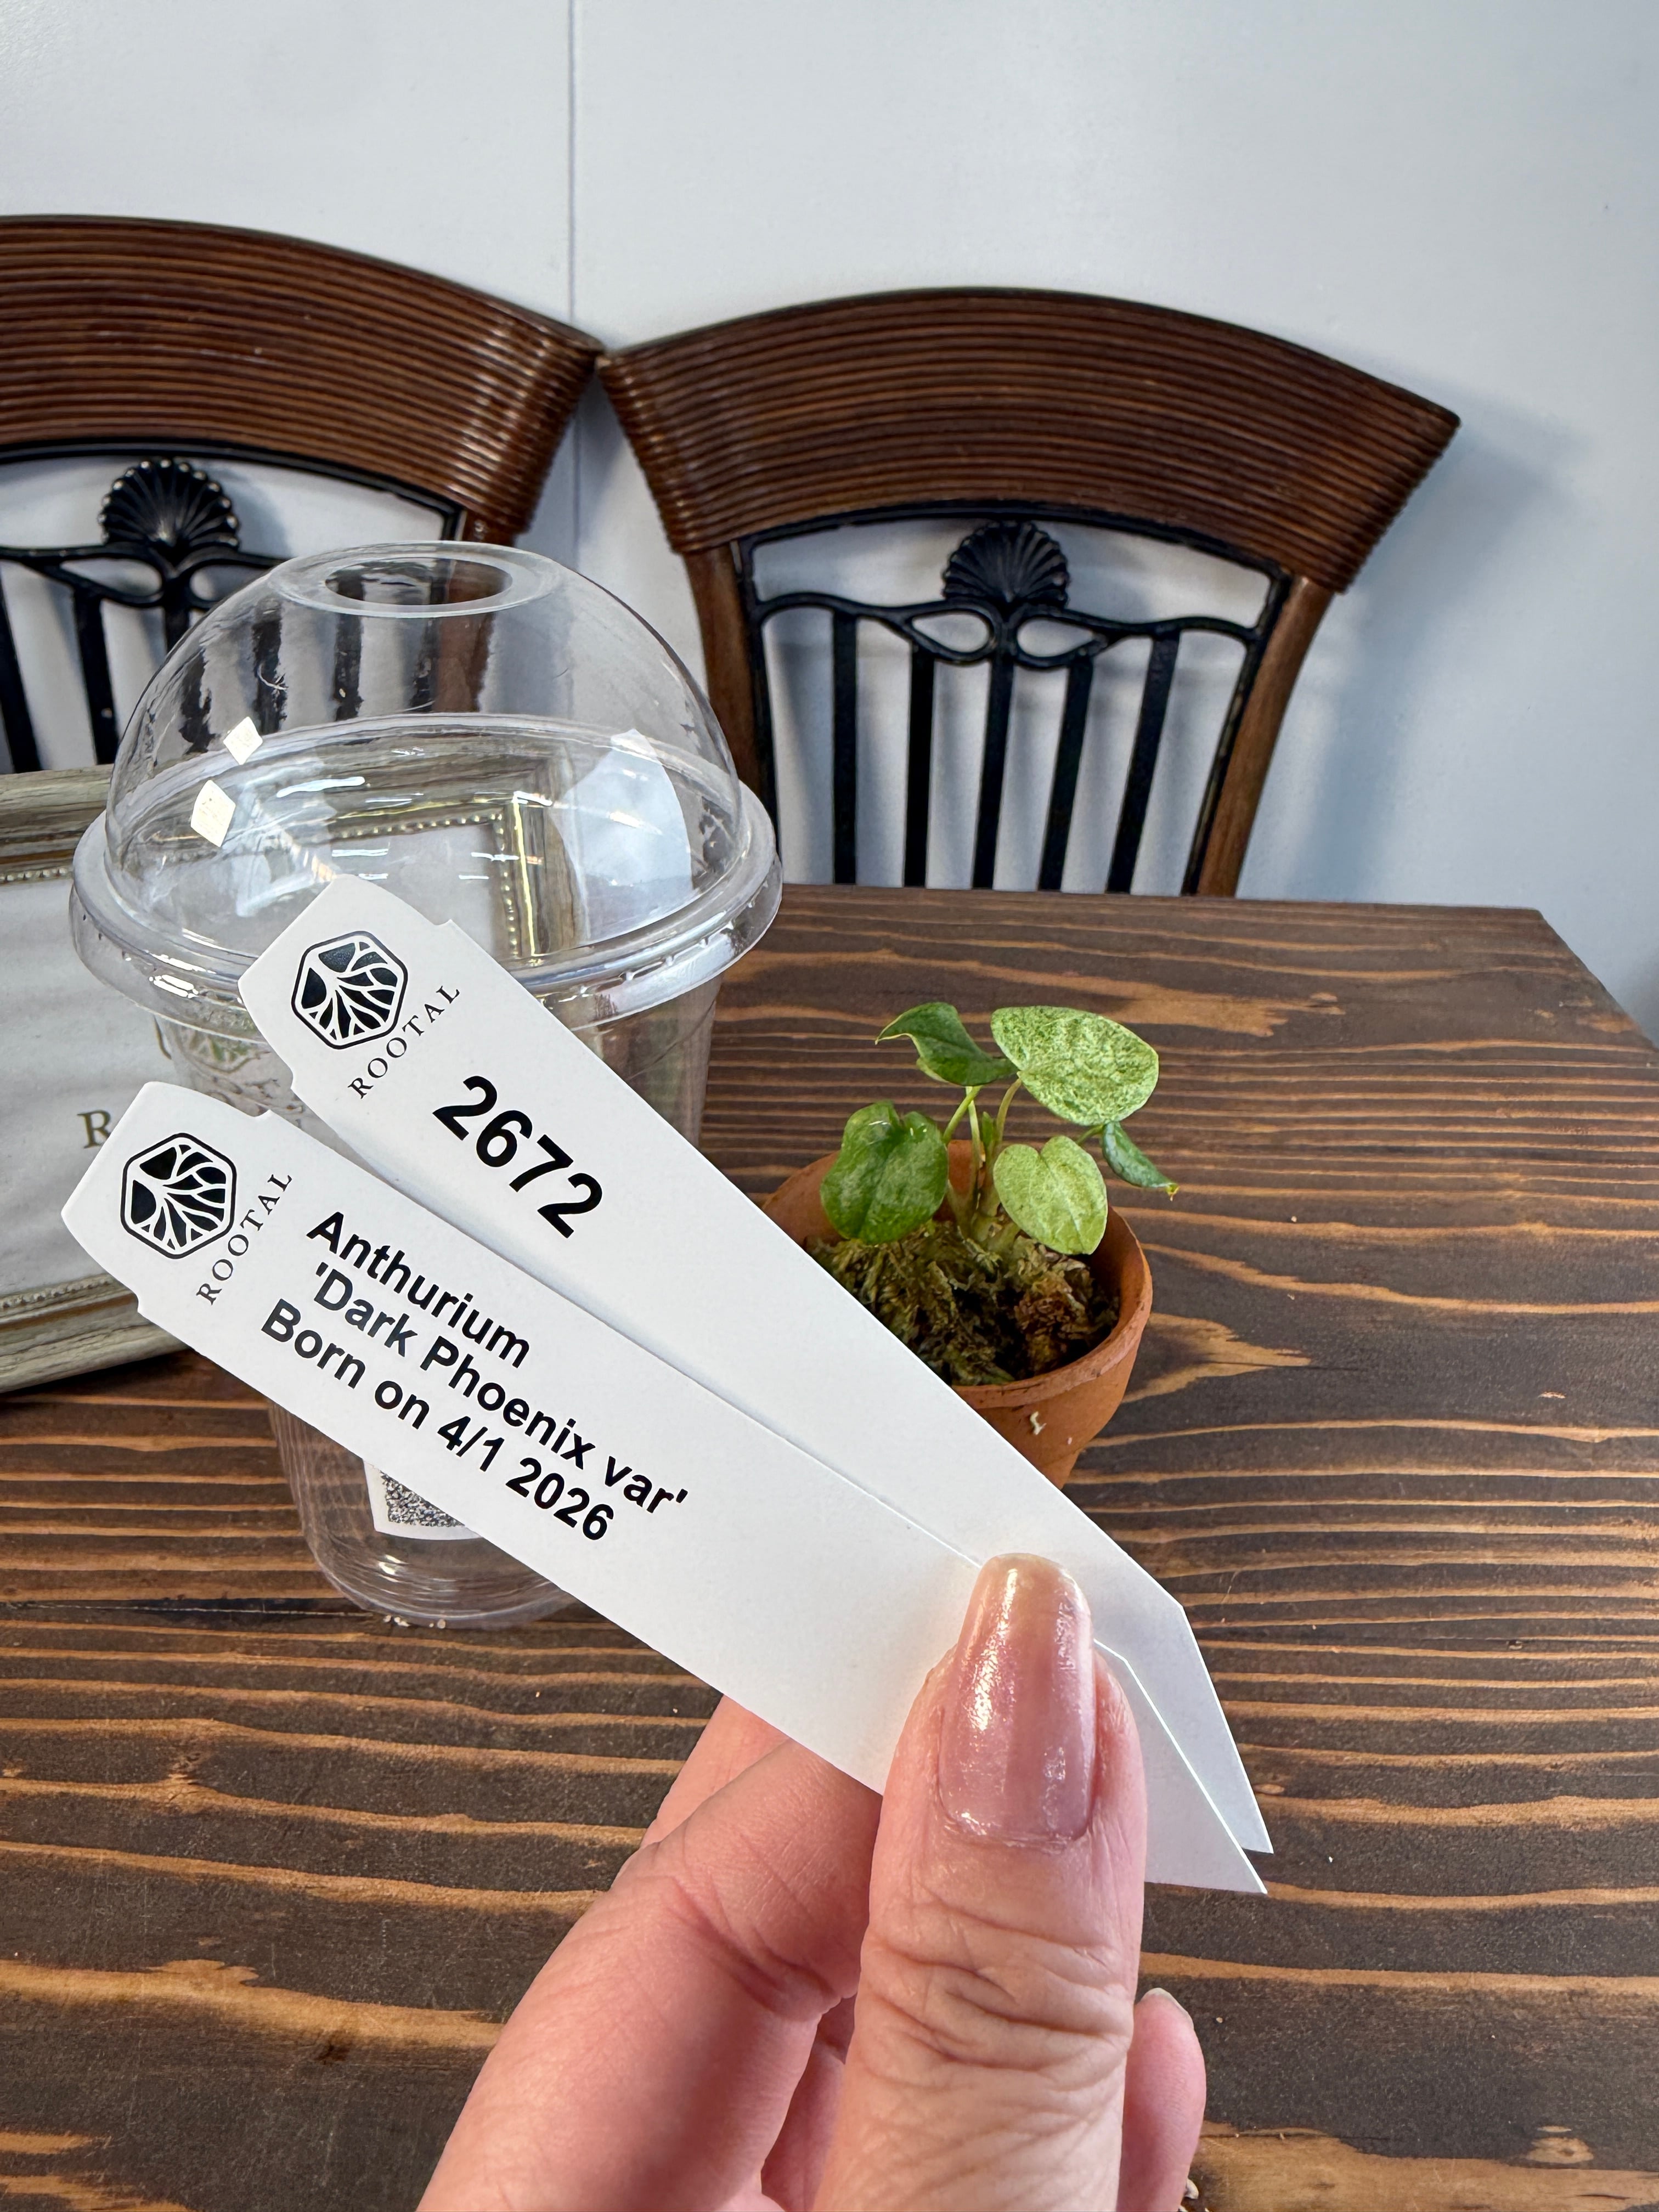 ROOTAL
2672
ROOTAL
Anthurium
'Dark Phoenix var'
Born on 4/1 2026
R